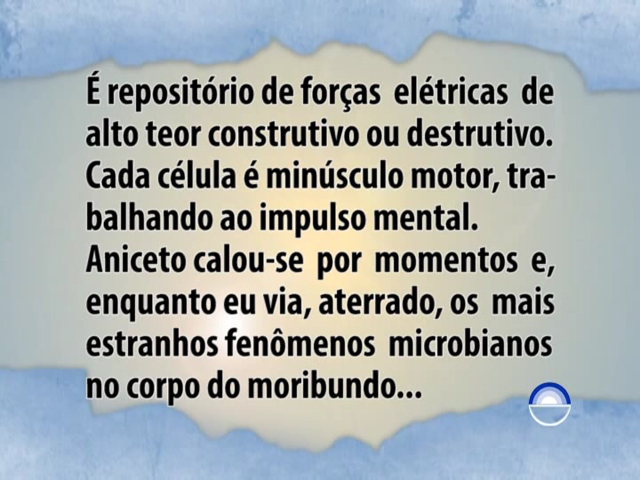 É repositório de forças elétricas de
alto teor construtivo ou destrutivo.
Cada célula é minúsculo motor, tra-
balhando ao impulso mental.
Aniceto calou-se por momentos e,
enquanto eu via, aterrado, os mais
estranhos fenômenos microbianos
no corpo do moribundo...